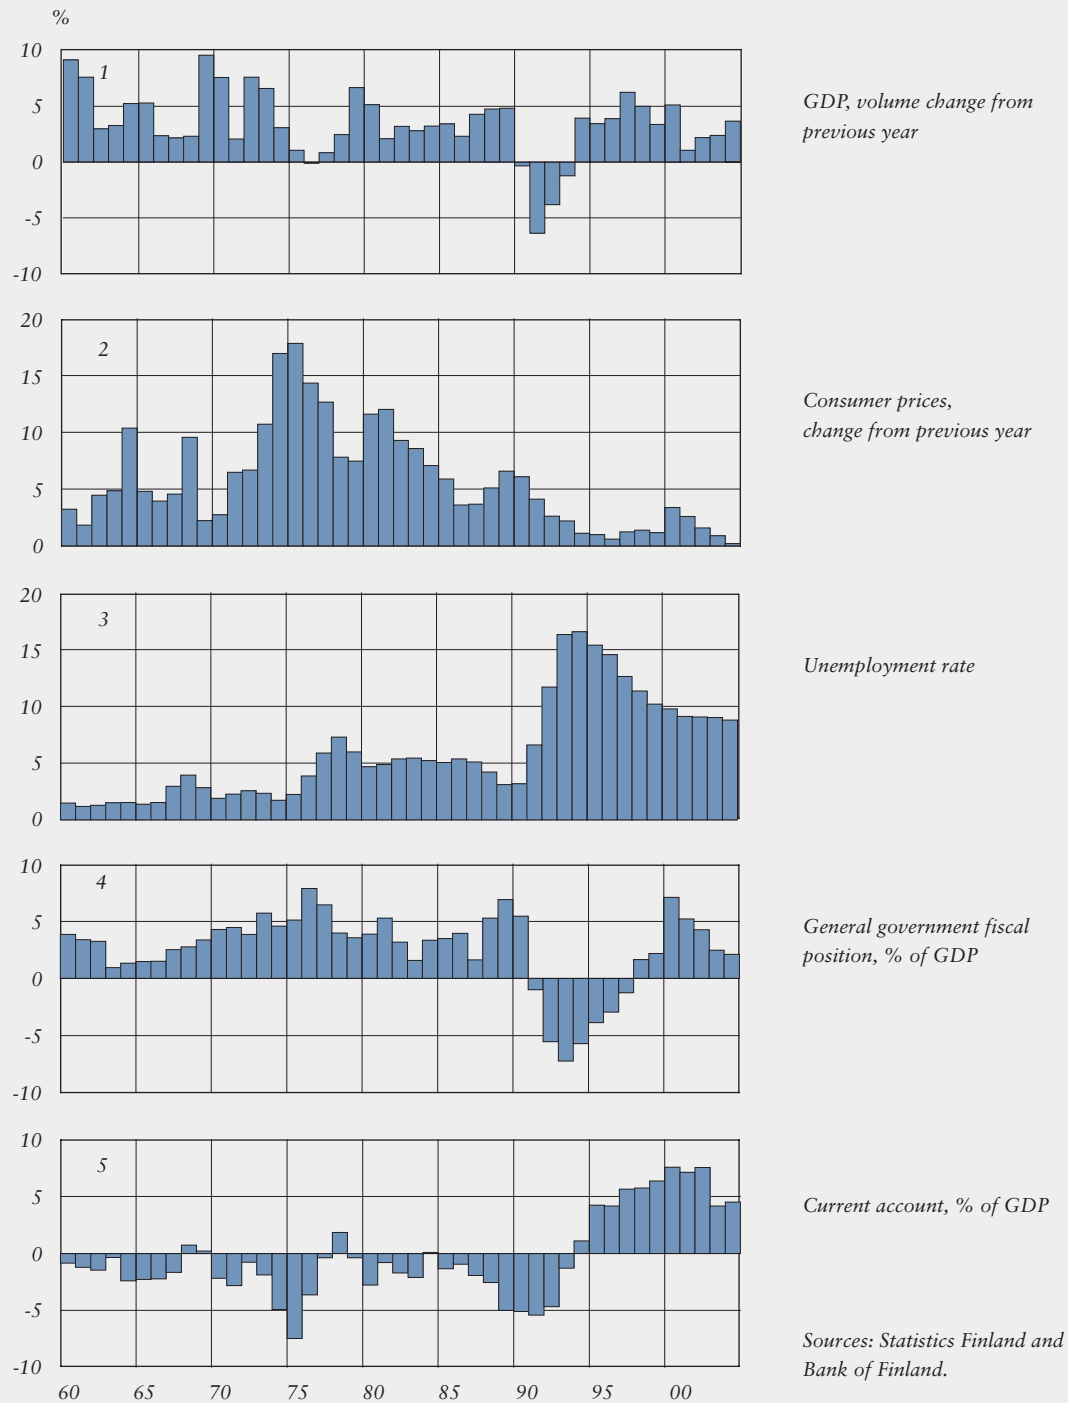 %
10
1
5
0
-5
-10
GDP, volume change from
previous year
20
2
15
10
5
0
Consumer prices,
change from previous year
20
3
15
10
5
0
Unemployment rate
10
4
5
0
-5
-10
General government fiscal
position, % of GDP
10
5
5
0
-5
-10
Current account, % of GDP
60 65 70 75 80 85 90 95 00
Sources: Statistics Finland and
Bank of Finland.